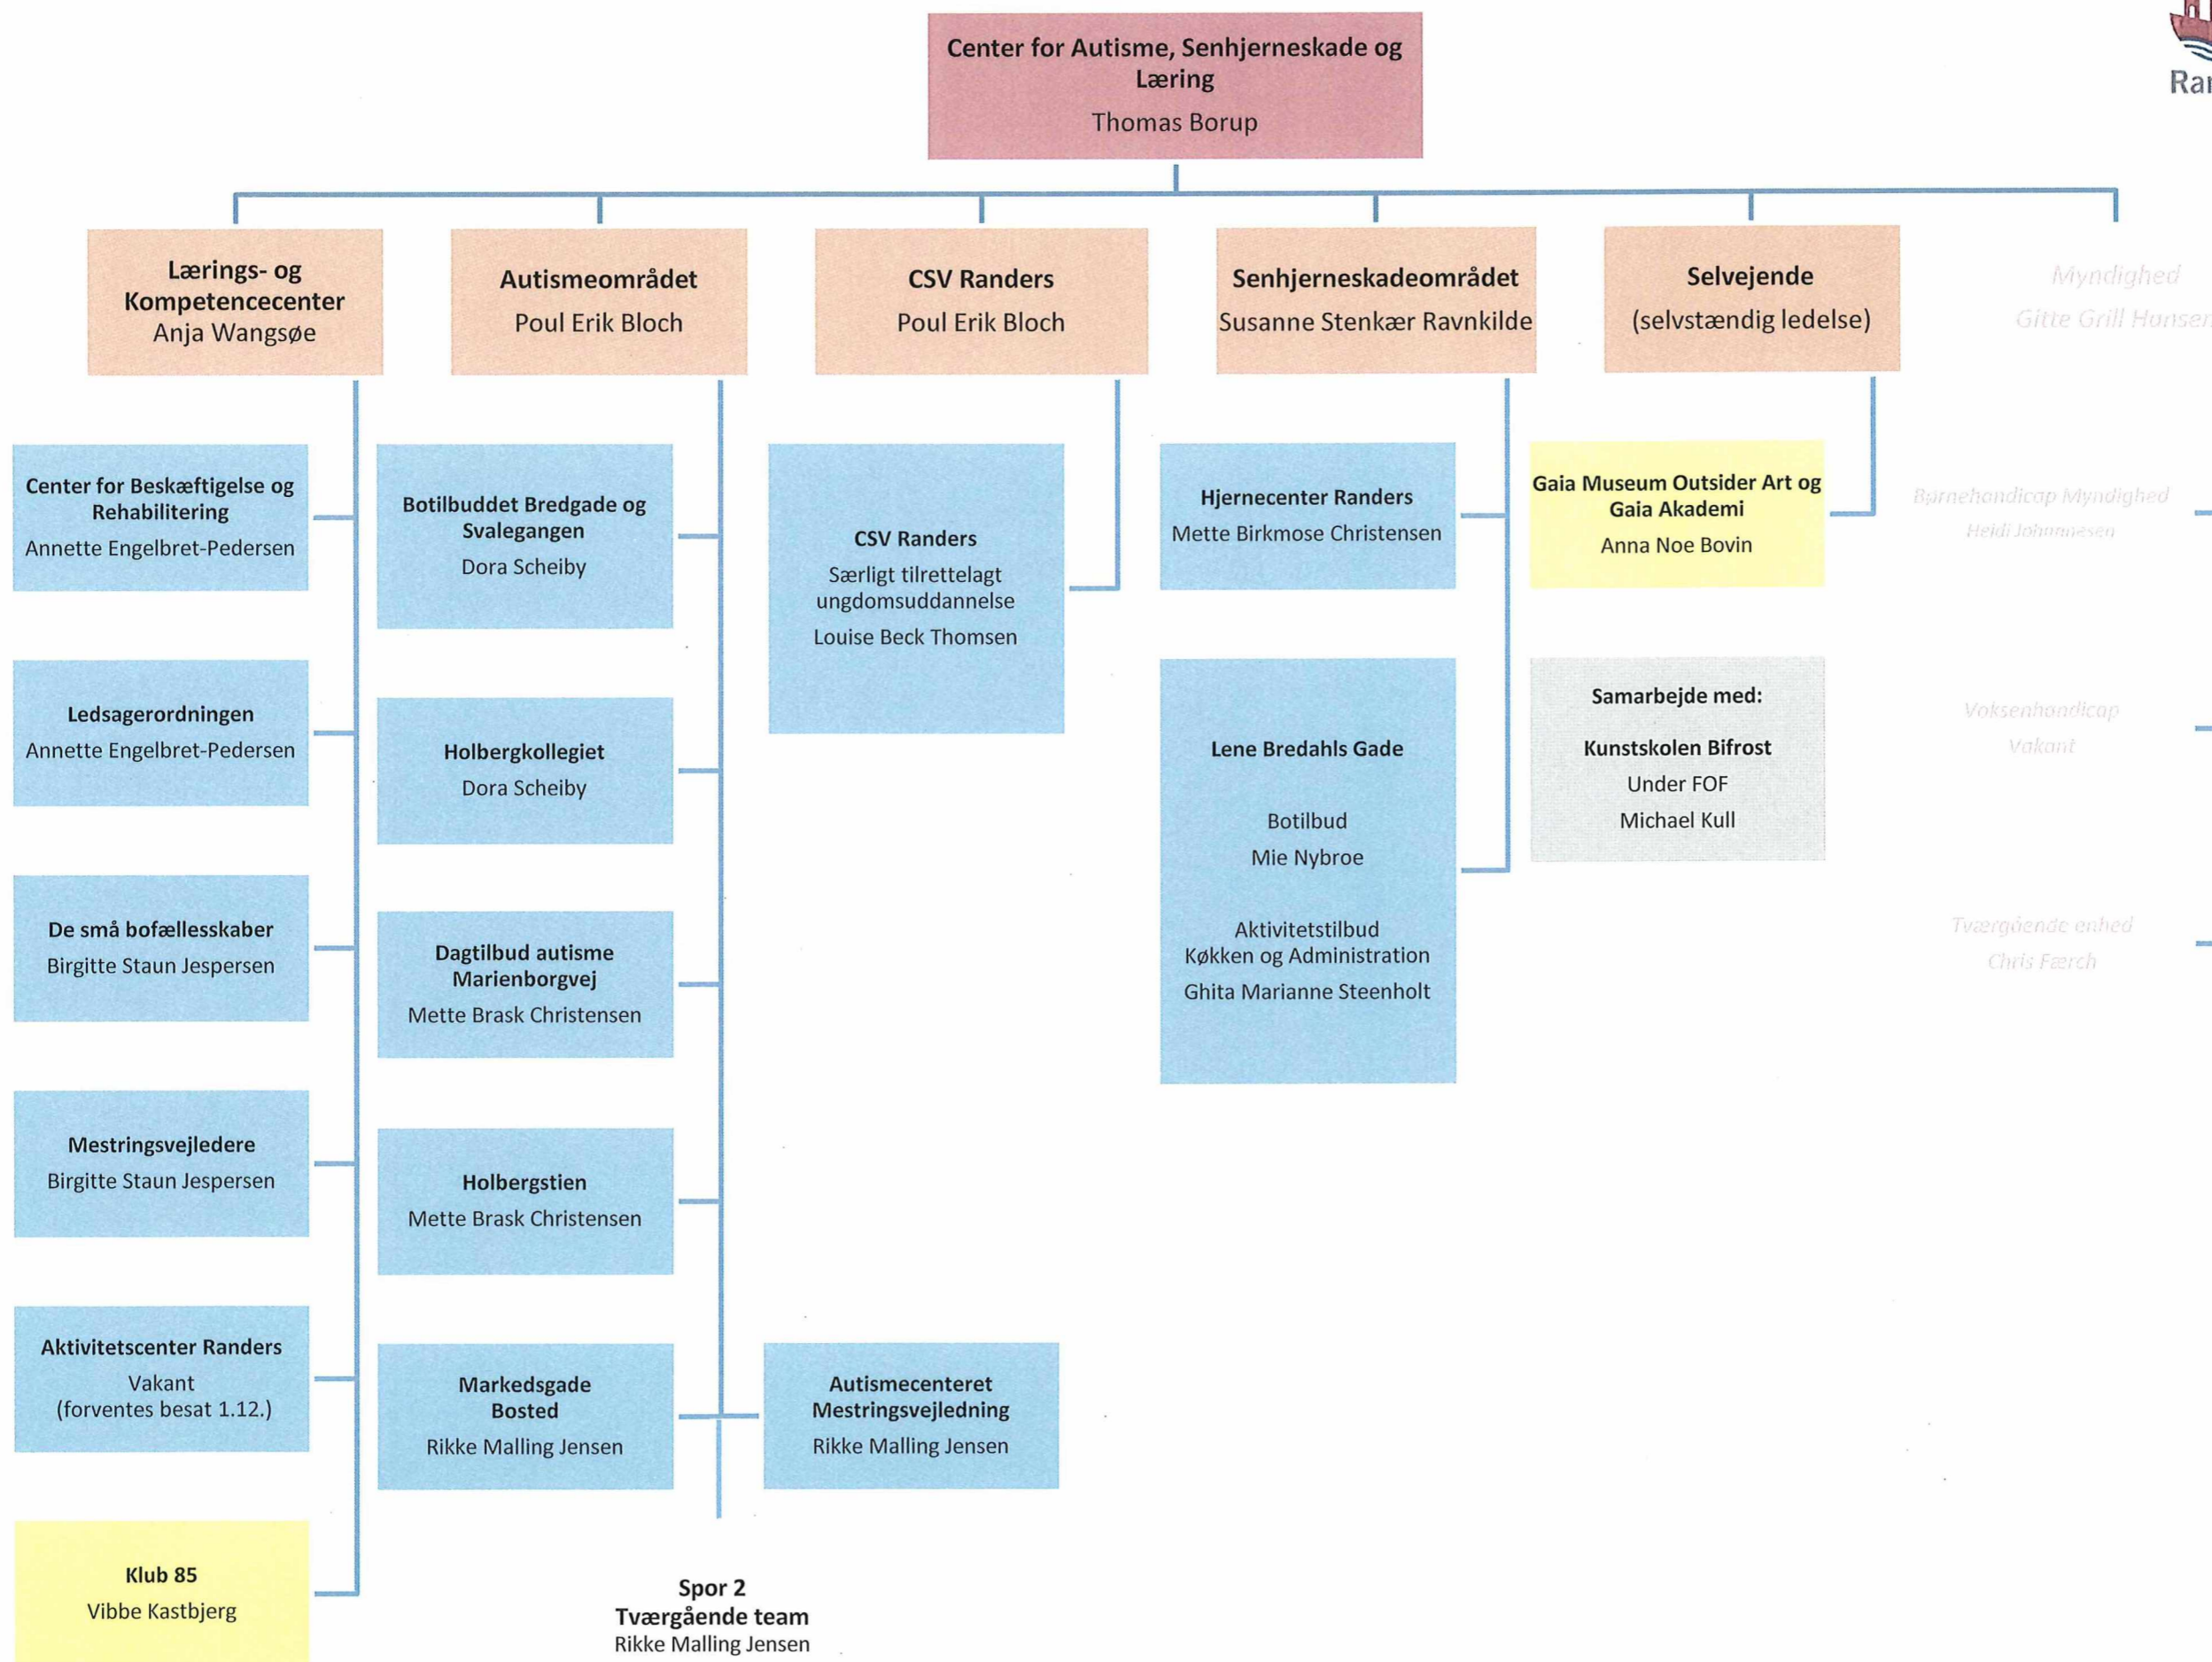 Center for Autisme, Senhjerneskade og
Læring
Thomas Borup
Lærings- og
Kompetencecenter
Anja Wangsøe
Autismeområdet
Poul Erik Bloch
CSV Randers
Poul Erik Bloch
Senhjerneskadeområdet
Susanne Stenkær Ravnkilde
Selvejende
(selvstændig ledelse)
Myndighed
Gitte Grill Hansen
Center for Beskæftigelse og
Rehabilitering
Annette Engelbret-Pedersen
Ledsagerordningen
Annette Engelbret-Pedersen
De små bofællesskaber
Birgitte Staun Jespersen
Mestringsvejledere
Birgitte Staun Jespersen
Aktivitetscenter Randers
Vakant
(forventes besat 1.12.)
Klub 85
Vibbe Kastbjerg
Botilbuddet Bredgade og
Svalegangen
Dora Scheiby
Holbergkollegiet
Dora Scheiby
Dagtilbud autisme
Marienborgvej
Mette Brask Christensen
Holbergstien
Mette Brask Christensen
Markedsgade
Bosted
Rikke Malling Jensen
Autismecenteret
Mestringsvejledning
Rikke Malling Jensen
Spor 2
Tværgående team
Rikke Malling Jensen
CSV Randers
Særligt tilrettelagt
ungdomsuddannelse
Louise Beck Thomsen
Hjernecenter Randers
Mette Birkmose Christensen
Lene Bredahls Gade
Botilbud
Mie Nybroe
Aktivitetstilbud
Køkken og Administration
Ghita Marianne Steenholt
Gaia Museum Outsider Art og
Gaia Akademi
Anna Noe Bovin
Samarbejde med:
Kunstskolen Bifrost
Under FOF
Michael Kull
Børnehandicap Myndighed
Heidi Johannesen
Voksenhandicap
Vakant
Tværgående enhed
Chris Færch